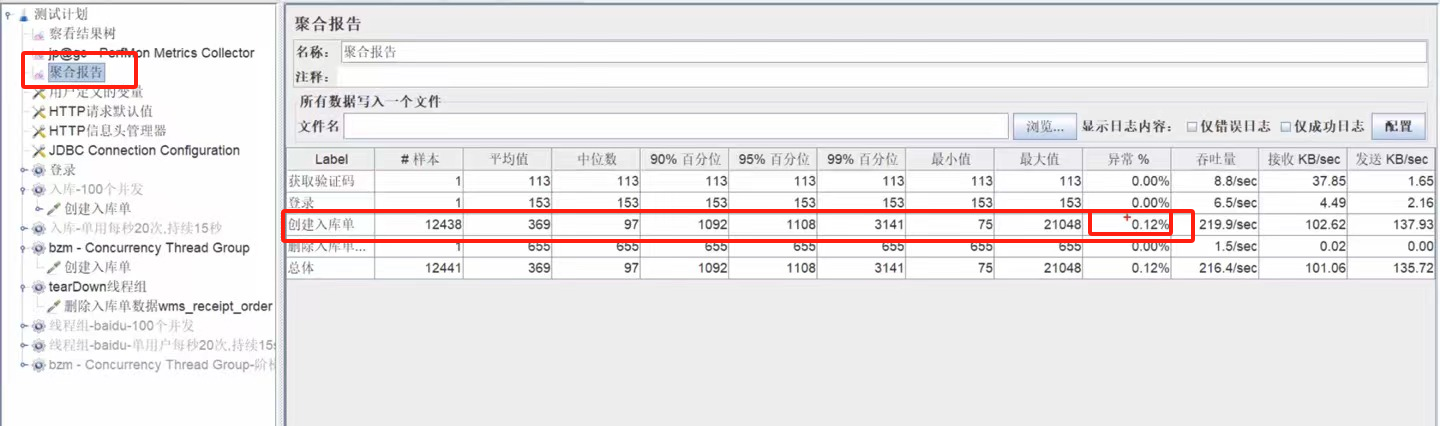 测试计划
察看结果树
jp@gc - PerfMon Metrics Collector
聚合报告
用户定义的变量
HTTP请求默认值
HTTP信息头管理器
JDBC Connection Configuration
登录
入库-100个并发
创建入库单
入库-单用每秒20次,持续15秒
bzm - Concurrency Thread Group
创建入库单
tearDown线程组
删除入库单数据wms_receipt_order
线程组-baidu-100个并发
线程组-baidu-单用户每秒20次,持续15s
bzm - Concurrency Thread Group-阶梯
聚合报告
名称: 聚合报告
注释:
所有数据写入一个文件
文件名 浏览... 显示日志内容: 仅错误日志 仅成功日志 配置
Label # 样本 平均值 中位数 90% 百分位 95% 百分位 99% 百分位 最小值 最大值 异常 % 吞吐量 接收 KB/sec 发送 KB/sec
获取验证码 1 113 113 113 113 113 113 113 0.00% 8.8/sec 37.85 1.65
登录 1 153 153 153 153 153 153 153 0.00% 6.5/sec 4.49 2.16
创建入库单 12438 369 97 1092 1108 3141 75 21048 0.12% 219.9/sec 102.62 137.93
删除入库单... 1 655 655 655 655 655 655 655 0.00% 1.5/sec 0.02 0.00
总体 12441 369 97 1092 1108 3141 75 21048 0.12% 216.4/sec 101.06 135.72